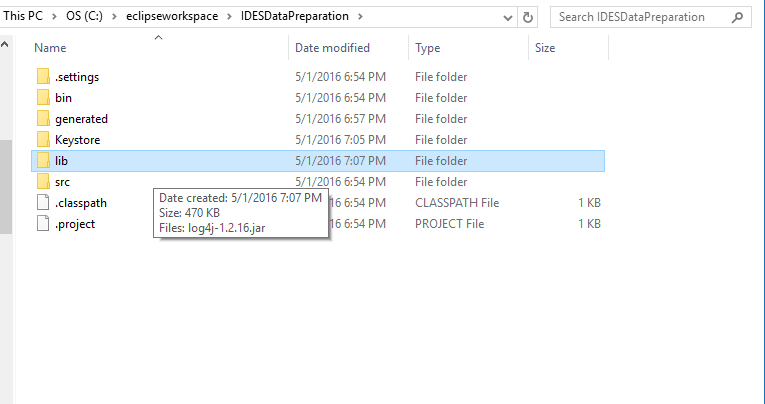 This PC > OS (C:) > eclipseworkspace > IDESDataPreparation >
Search IDESDataPreparation
Name Date modified Type Size
.settings 5/1/2016 6:54 PM File folder
bin 5/1/2016 6:54 PM File folder
generated 5/1/2016 6:57 PM File folder
Keystore 5/1/2016 7:05 PM File folder
lib 5/1/2016 7:07 PM File folder
src 5/1/2016 6:54 PM File folder
.classpath 6:54 PM CLASSPATH File 1 KB
.project 6:54 PM PROJECT File 1 KB
Date created: 5/1/2016 7:07 PM
Size: 470 KB
Files: log4j-1.2.16.jar